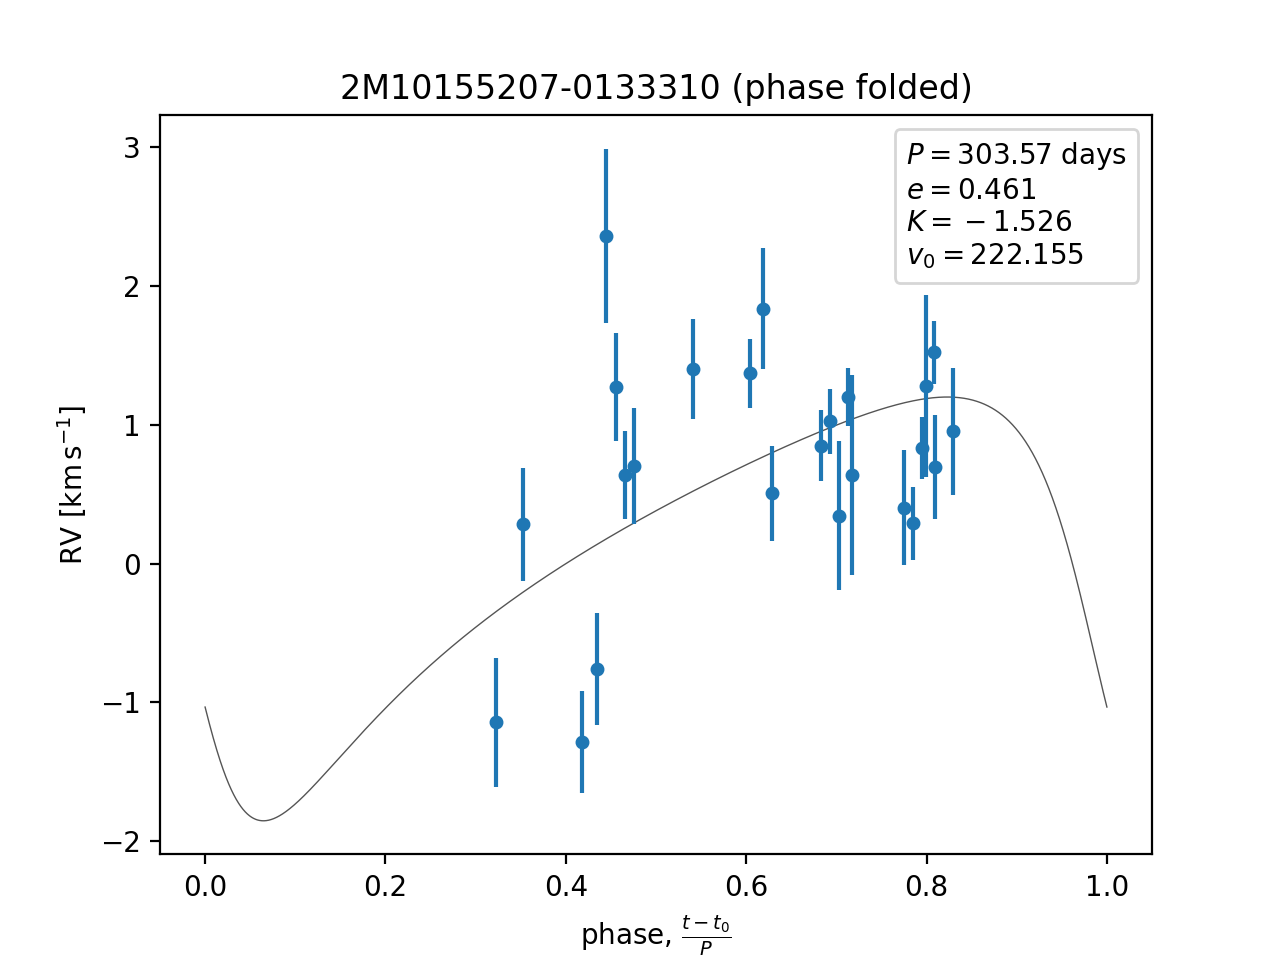 2M10155207-0133310 (phase folded)
P = 303.57 days
e = 0.461
K = −1.526
v₀ = 222.155
3
2
1
0
−1
−2
RV [km s⁻¹]
0.0 0.2 0.4 0.6 0.8 1.0
phase, (t − t₀)/P